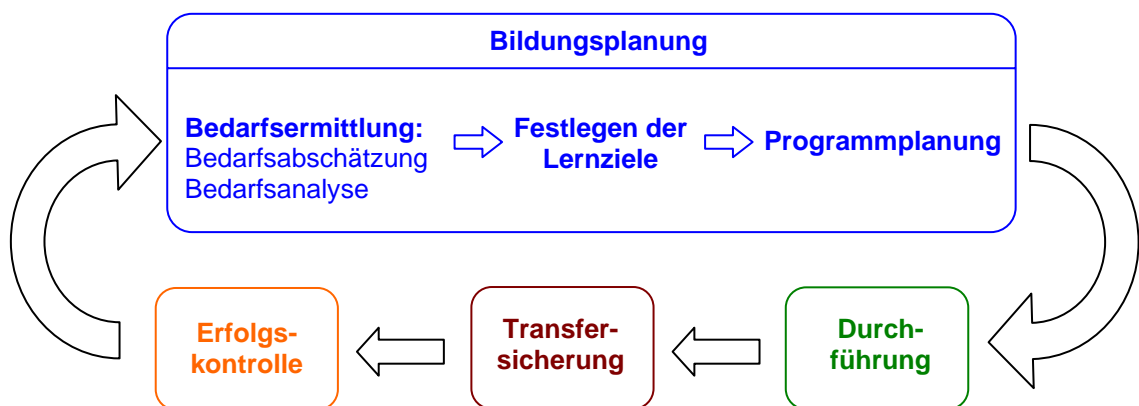 Bildungsplanung
Bedarfsermittlung:
Bedarfsabschätzung
Bedarfsanalyse
Festlegen der
Lernziele
Programmplanung
Erfolgs-
kontrolle
Transfer-
sicherung
Durch-
führung